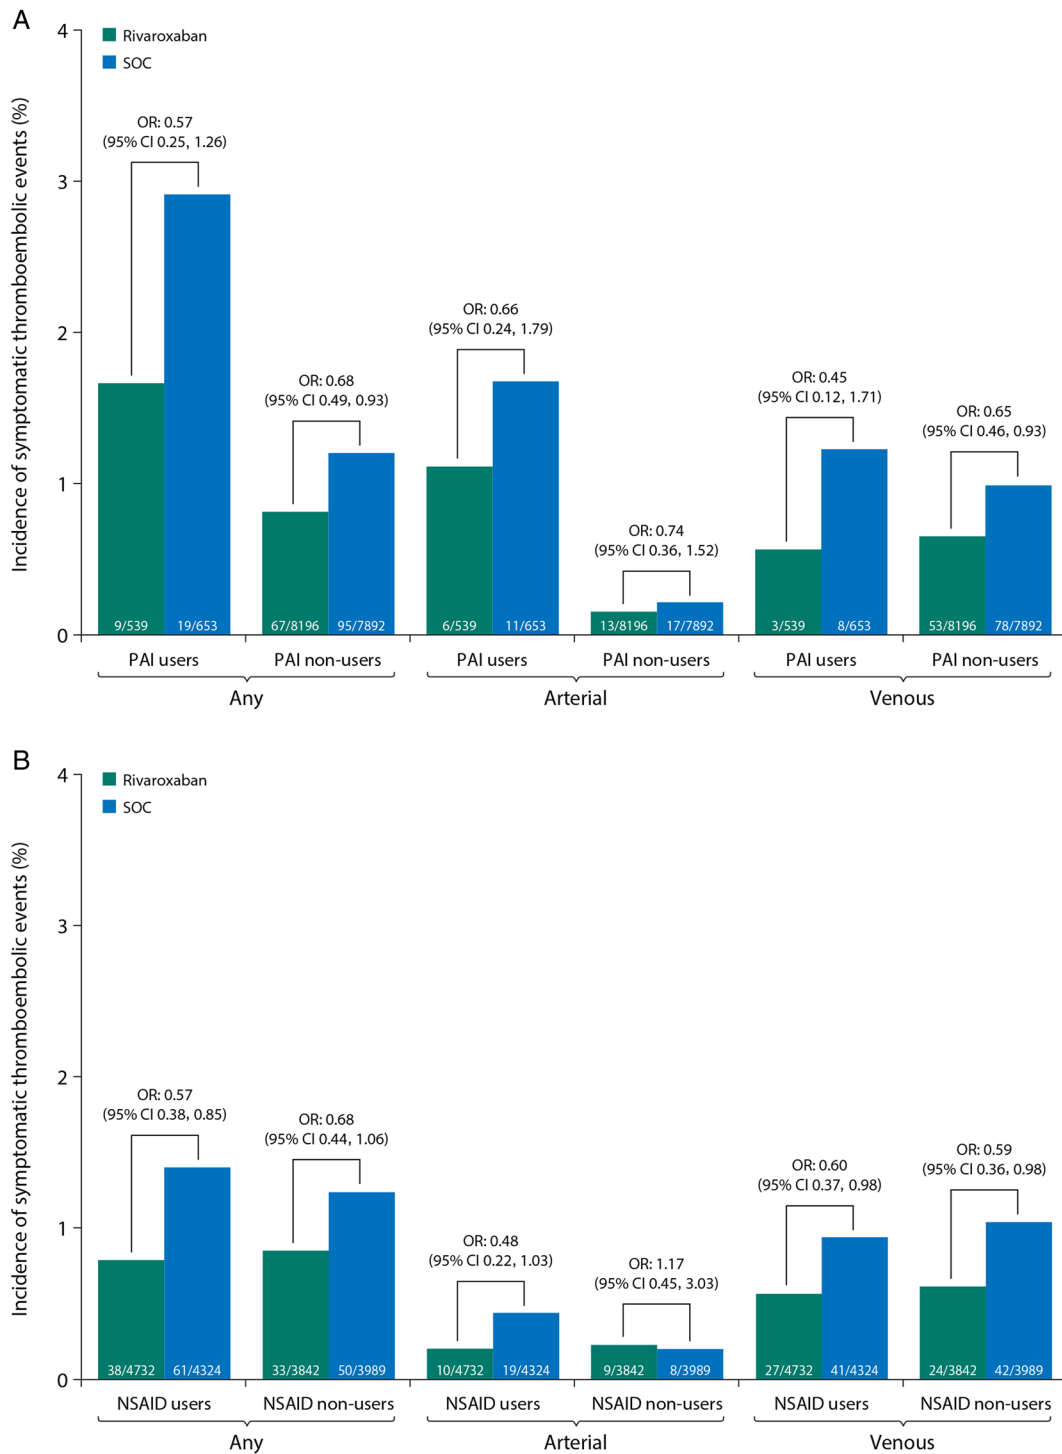 A
Incidence of symptomatic thromboembolic events (%)
4
3
2
1
0
Rivaroxaban
SOC
OR: 0.57
(95% CI 0.25, 1.26)
OR: 0.68
(95% CI 0.49, 0.93)
OR: 0.66
(95% CI 0.24, 1.79)
OR: 0.74
(95% CI 0.36, 1.52)
OR: 0.45
(95% CI 0.12, 1.71)
OR: 0.65
(95% CI 0.46, 0.93)
9/539 19/653 67/8196 95/7892 6/539 11/653 13/8196 17/7892 3/539 8/653 53/8196 78/7892
PAI users PAI non-users PAI users PAI non-users PAI users PAI non-users
Any Arterial Venous
B
Incidence of symptomatic thromboembolic events (%)
4
3
2
1
0
Rivaroxaban
SOC
OR: 0.57
(95% CI 0.38, 0.85)
OR: 0.68
(95% CI 0.44, 1.06)
OR: 0.48
(95% CI 0.22, 1.03)
OR: 1.17
(95% CI 0.45, 3.03)
OR: 0.60
(95% CI 0.37, 0.98)
OR: 0.59
(95% CI 0.36, 0.98)
38/4732 61/4324 33/3842 50/3989 10/4732 19/4324 9/3842 8/3989 27/4732 41/4324 24/3842 42/3989
NSAID users NSAID non-users NSAID users NSAID non-users NSAID users NSAID non-users
Any Arterial Venous